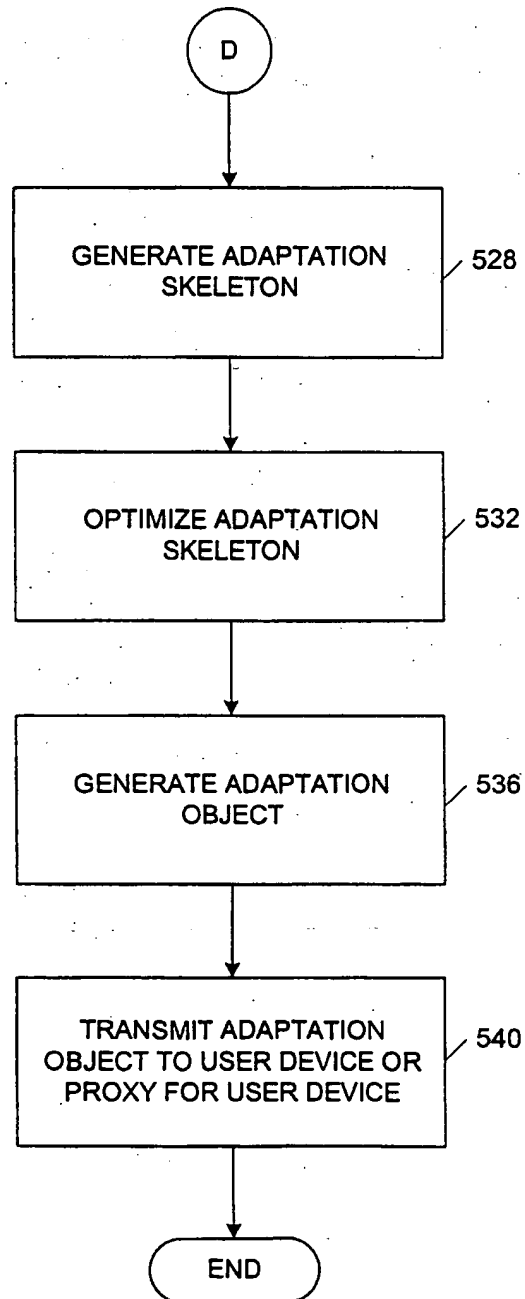 D
GENERATE ADAPTATION
SKELETON
528
OPTIMIZE ADAPTATION
SKELETON
532
GENERATE ADAPTATION
OBJECT
536
TRANSMIT ADAPTATION
OBJECT TO USER DEVICE OR
PROXY FOR USER DEVICE
540
END